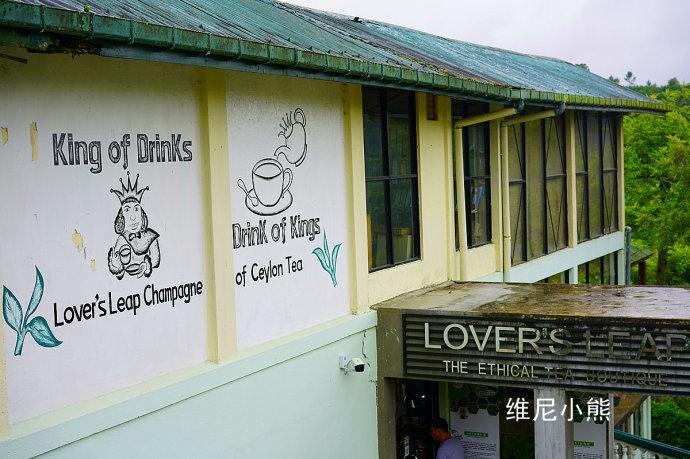 KING of DrinKs
Lover's Leap Champagne
DrinK of Kings
of Ceylon Tea
LOVER'S LEAP
THE ETHICAL TEA BOUTIQUE
维尼小熊